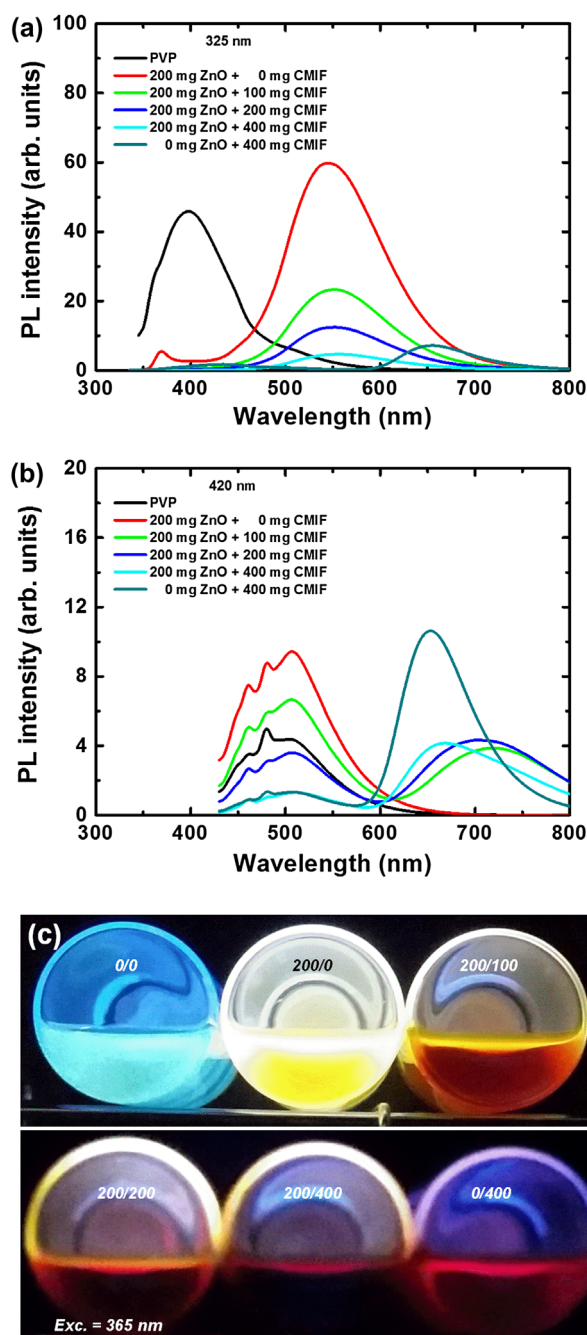 (a)
325 nm
PVP
200 mg ZnO + 0 mg CMIF
200 mg ZnO + 100 mg CMIF
200 mg ZnO + 200 mg CMIF
200 mg ZnO + 400 mg CMIF
0 mg ZnO + 400 mg CMIF
PL intensity (arb. units)
100
80
60
40
20
0
300 400 500 600 700 800
Wavelength (nm)
(b)
420 nm
PVP
200 mg ZnO + 0 mg CMIF
200 mg ZnO + 100 mg CMIF
200 mg ZnO + 200 mg CMIF
200 mg ZnO + 400 mg CMIF
0 mg ZnO + 400 mg CMIF
PL intensity (arb. units)
20
16
12
8
4
0
300 400 500 600 700 800
Wavelength (nm)
(c)
0/0
200/0
200/100
200/200
200/400
0/400
Exc. = 365 nm